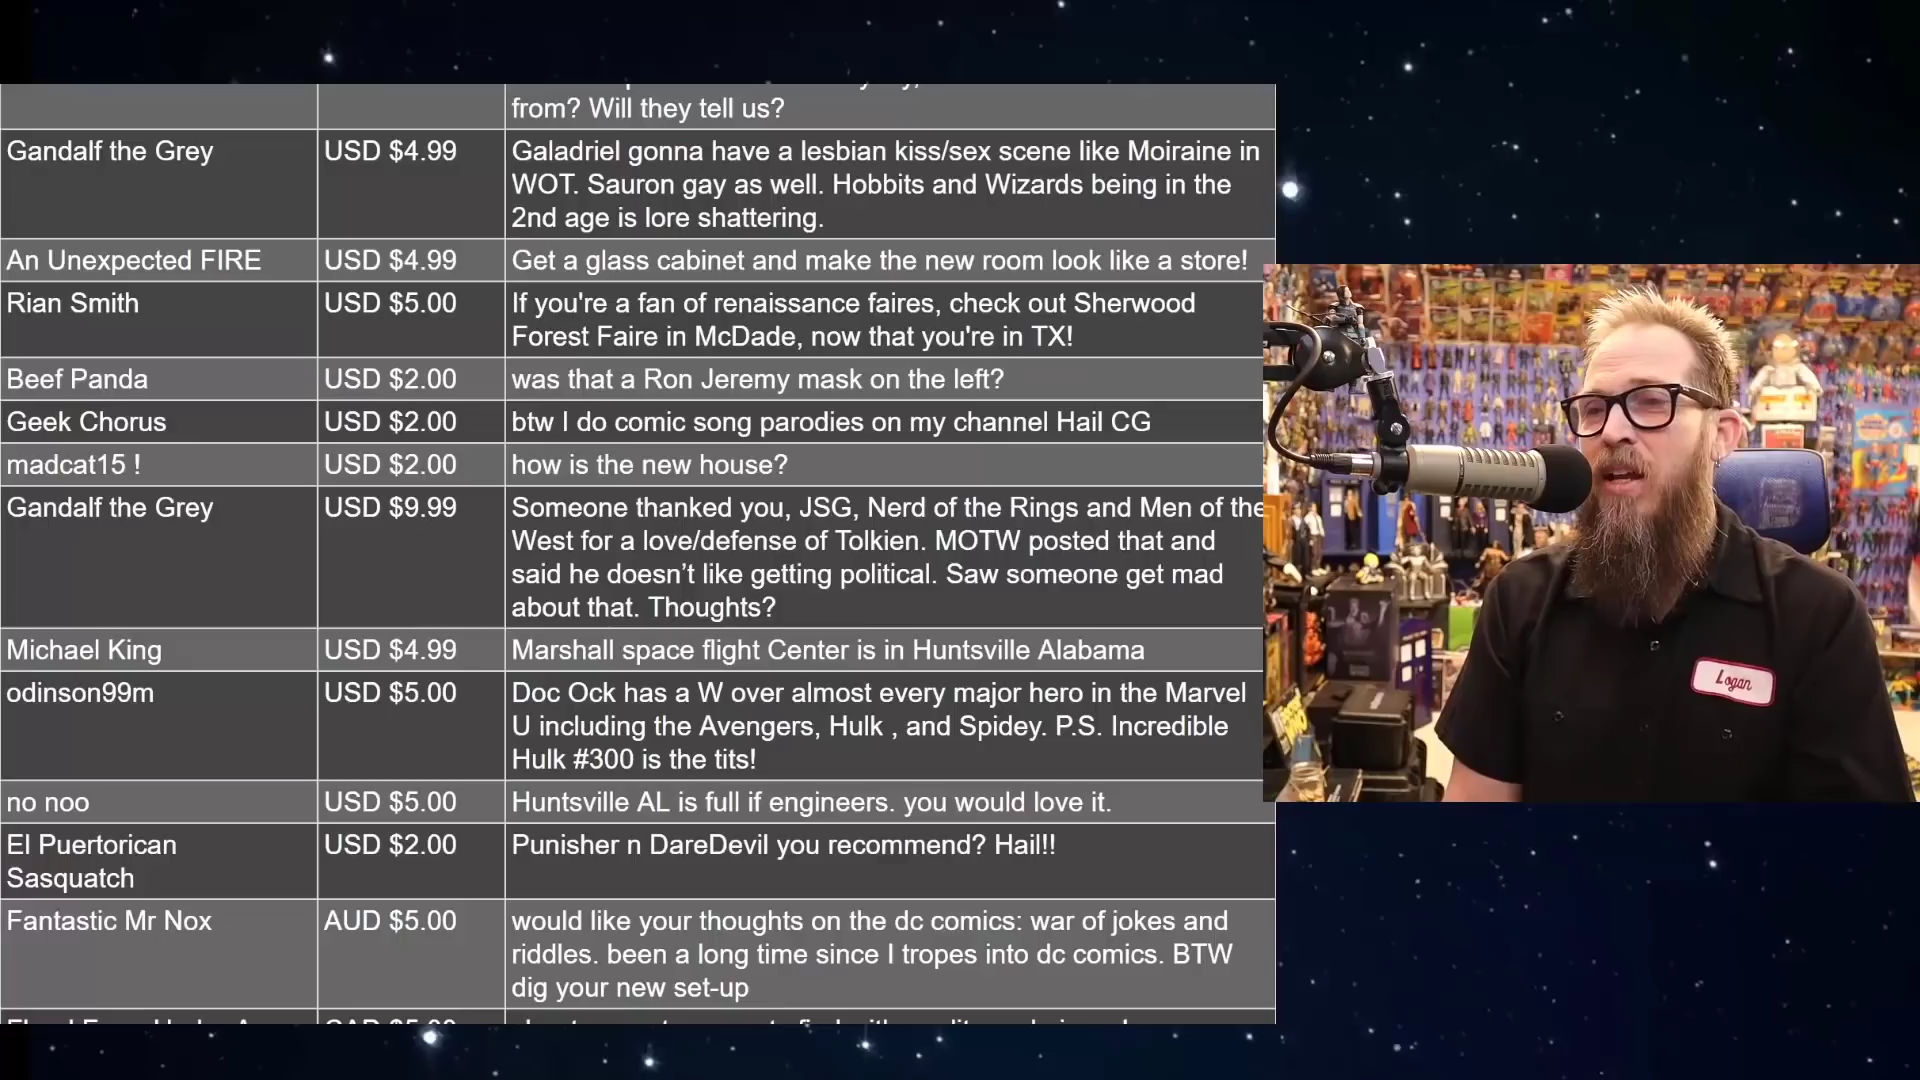 from? Will they tell us?
Gandalf the Grey USD $4.99 Galadriel gonna have a lesbian kiss/sex scene like Moiraine in
WOT. Sauron gay as well. Hobbits and Wizards being in the
2nd age is lore shattering.
An Unexpected FIRE USD $4.99 Get a glass cabinet and make the new room look like a store!
Rian Smith USD $5.00 If you're a fan of renaissance faires, check out Sherwood
Forest Faire in McDade, now that you're in TX!
Beef Panda USD $2.00 was that a Ron Jeremy mask on the left?
Geek Chorus USD $2.00 btw I do comic song parodies on my channel Hail CG
madcat15 ! USD $2.00 how is the new house?
Gandalf the Grey USD $9.99 Someone thanked you, JSG, Nerd of the Rings and Men of the
West for a love/defense of Tolkien. MOTW posted that and
said he doesn’t like getting political. Saw someone get mad
about that. Thoughts?
Michael King USD $4.99 Marshall space flight Center is in Huntsville Alabama
odinson99m USD $5.00 Doc Ock has a W over almost every major hero in the Marvel
U including the Avengers, Hulk , and Spidey. P.S. Incredible
Hulk #300 is the tits!
no noo USD $5.00 Huntsville AL is full if engineers. you would love it.
El Puertorican USD $2.00 Punisher n DareDevil you recommend? Hail!!
Sasquatch
Fantastic Mr Nox AUD $5.00 would like your thoughts on the dc comics: war of jokes and
riddles. been a long time since I tropes into dc comics. BTW
dig your new set-up
Logan